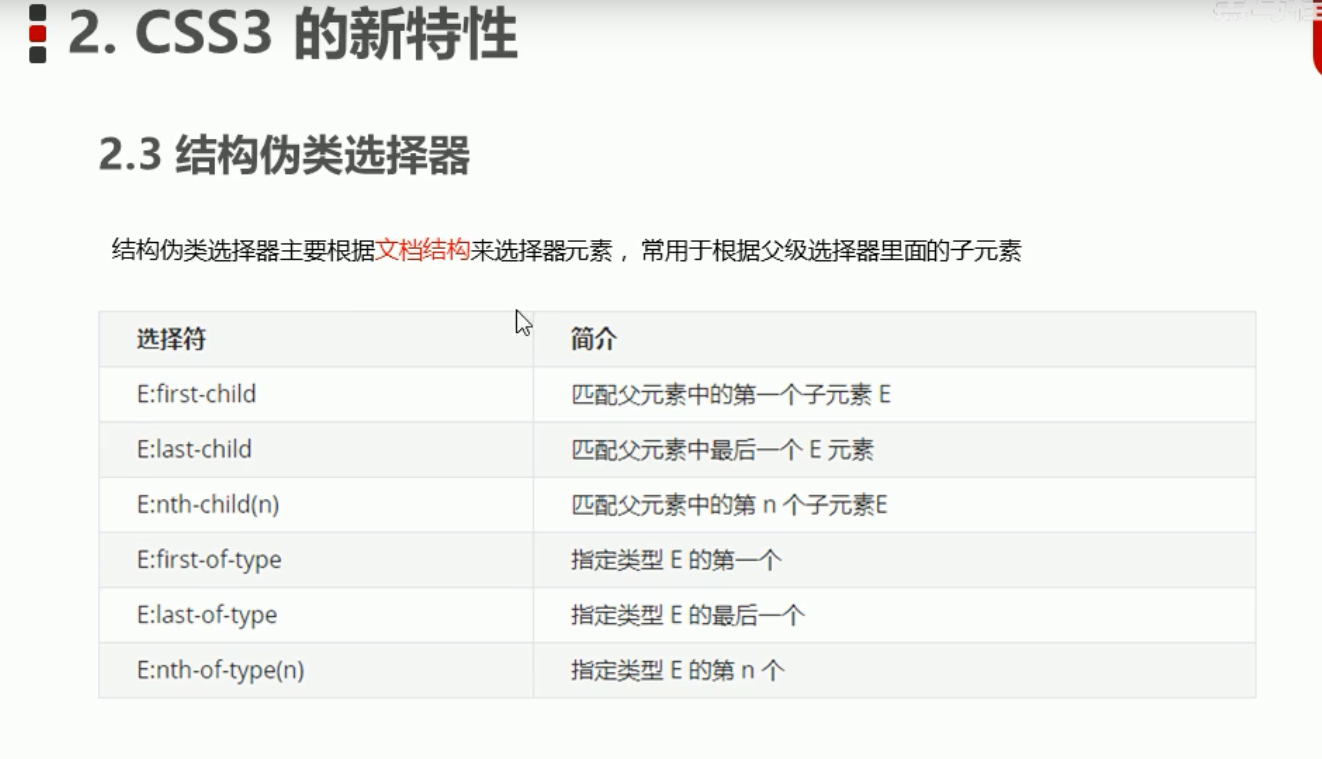 2. CSS3 的新特性
2.3 结构伪类选择器
结构伪类选择器主要根据文档结构来选择器元素，常用于根据父级选择器里面的子元素
选择符 简介
E:first-child 匹配父元素中的第一个子元素 E
E:last-child 匹配父元素中最后一个 E 元素
E:nth-child(n) 匹配父元素中的第 n 个子元素E
E:first-of-type 指定类型 E 的第一个
E:last-of-type 指定类型 E 的最后一个
E:nth-of-type(n) 指定类型 E 的第 n 个